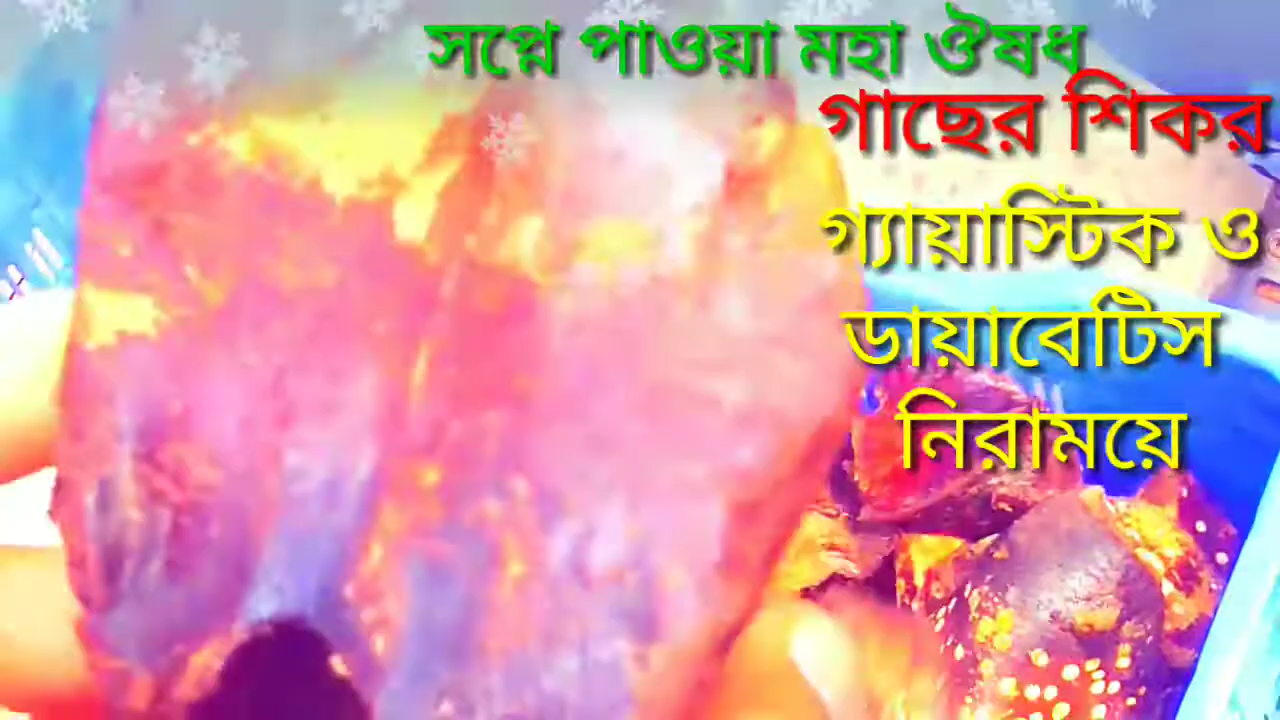 সপ্নে পাওয়া মহা ঔষধ
গাছের শিকর
গ্যায়াস্টিক ও
ডায়াবেটিস
নিরাময়ে